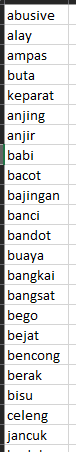 abusive
alay
ampas
buta
keparat
anjing
anjir
babi
bacot
bajingan
banci
bandot
buaya
bangkai
bangsat
bego
bejat
bencong
berak
bisu
celeng
jancuk